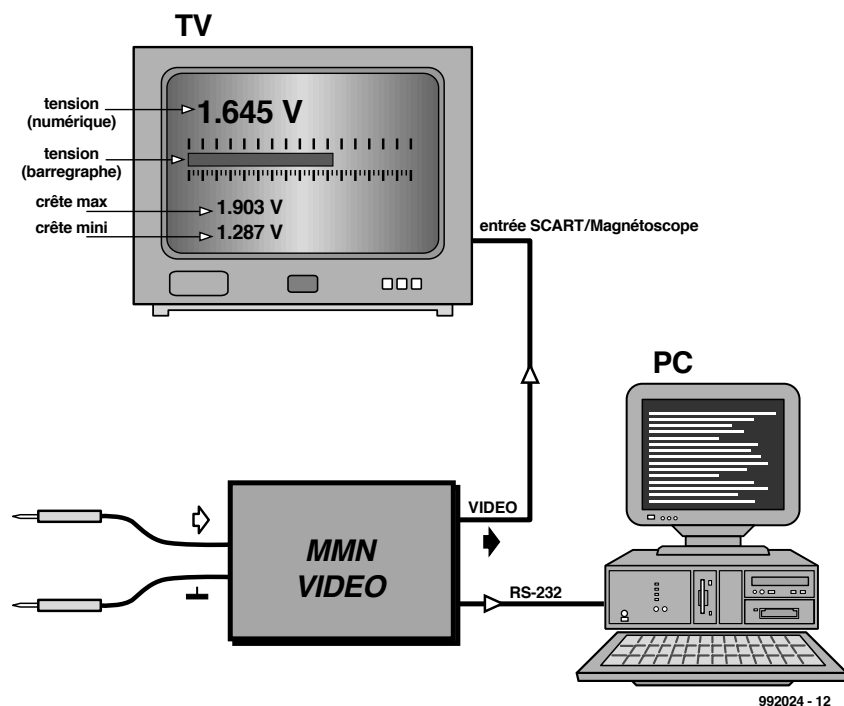 TV
tension
(numérique)
1.645 V
tension
(barregraphe)
crête max
1.903 V
crête mini
1.287 V
entrée SCART/Magnétoscope
PC
VIDEO
MMN
VIDEO
RS-232
992024 - 12